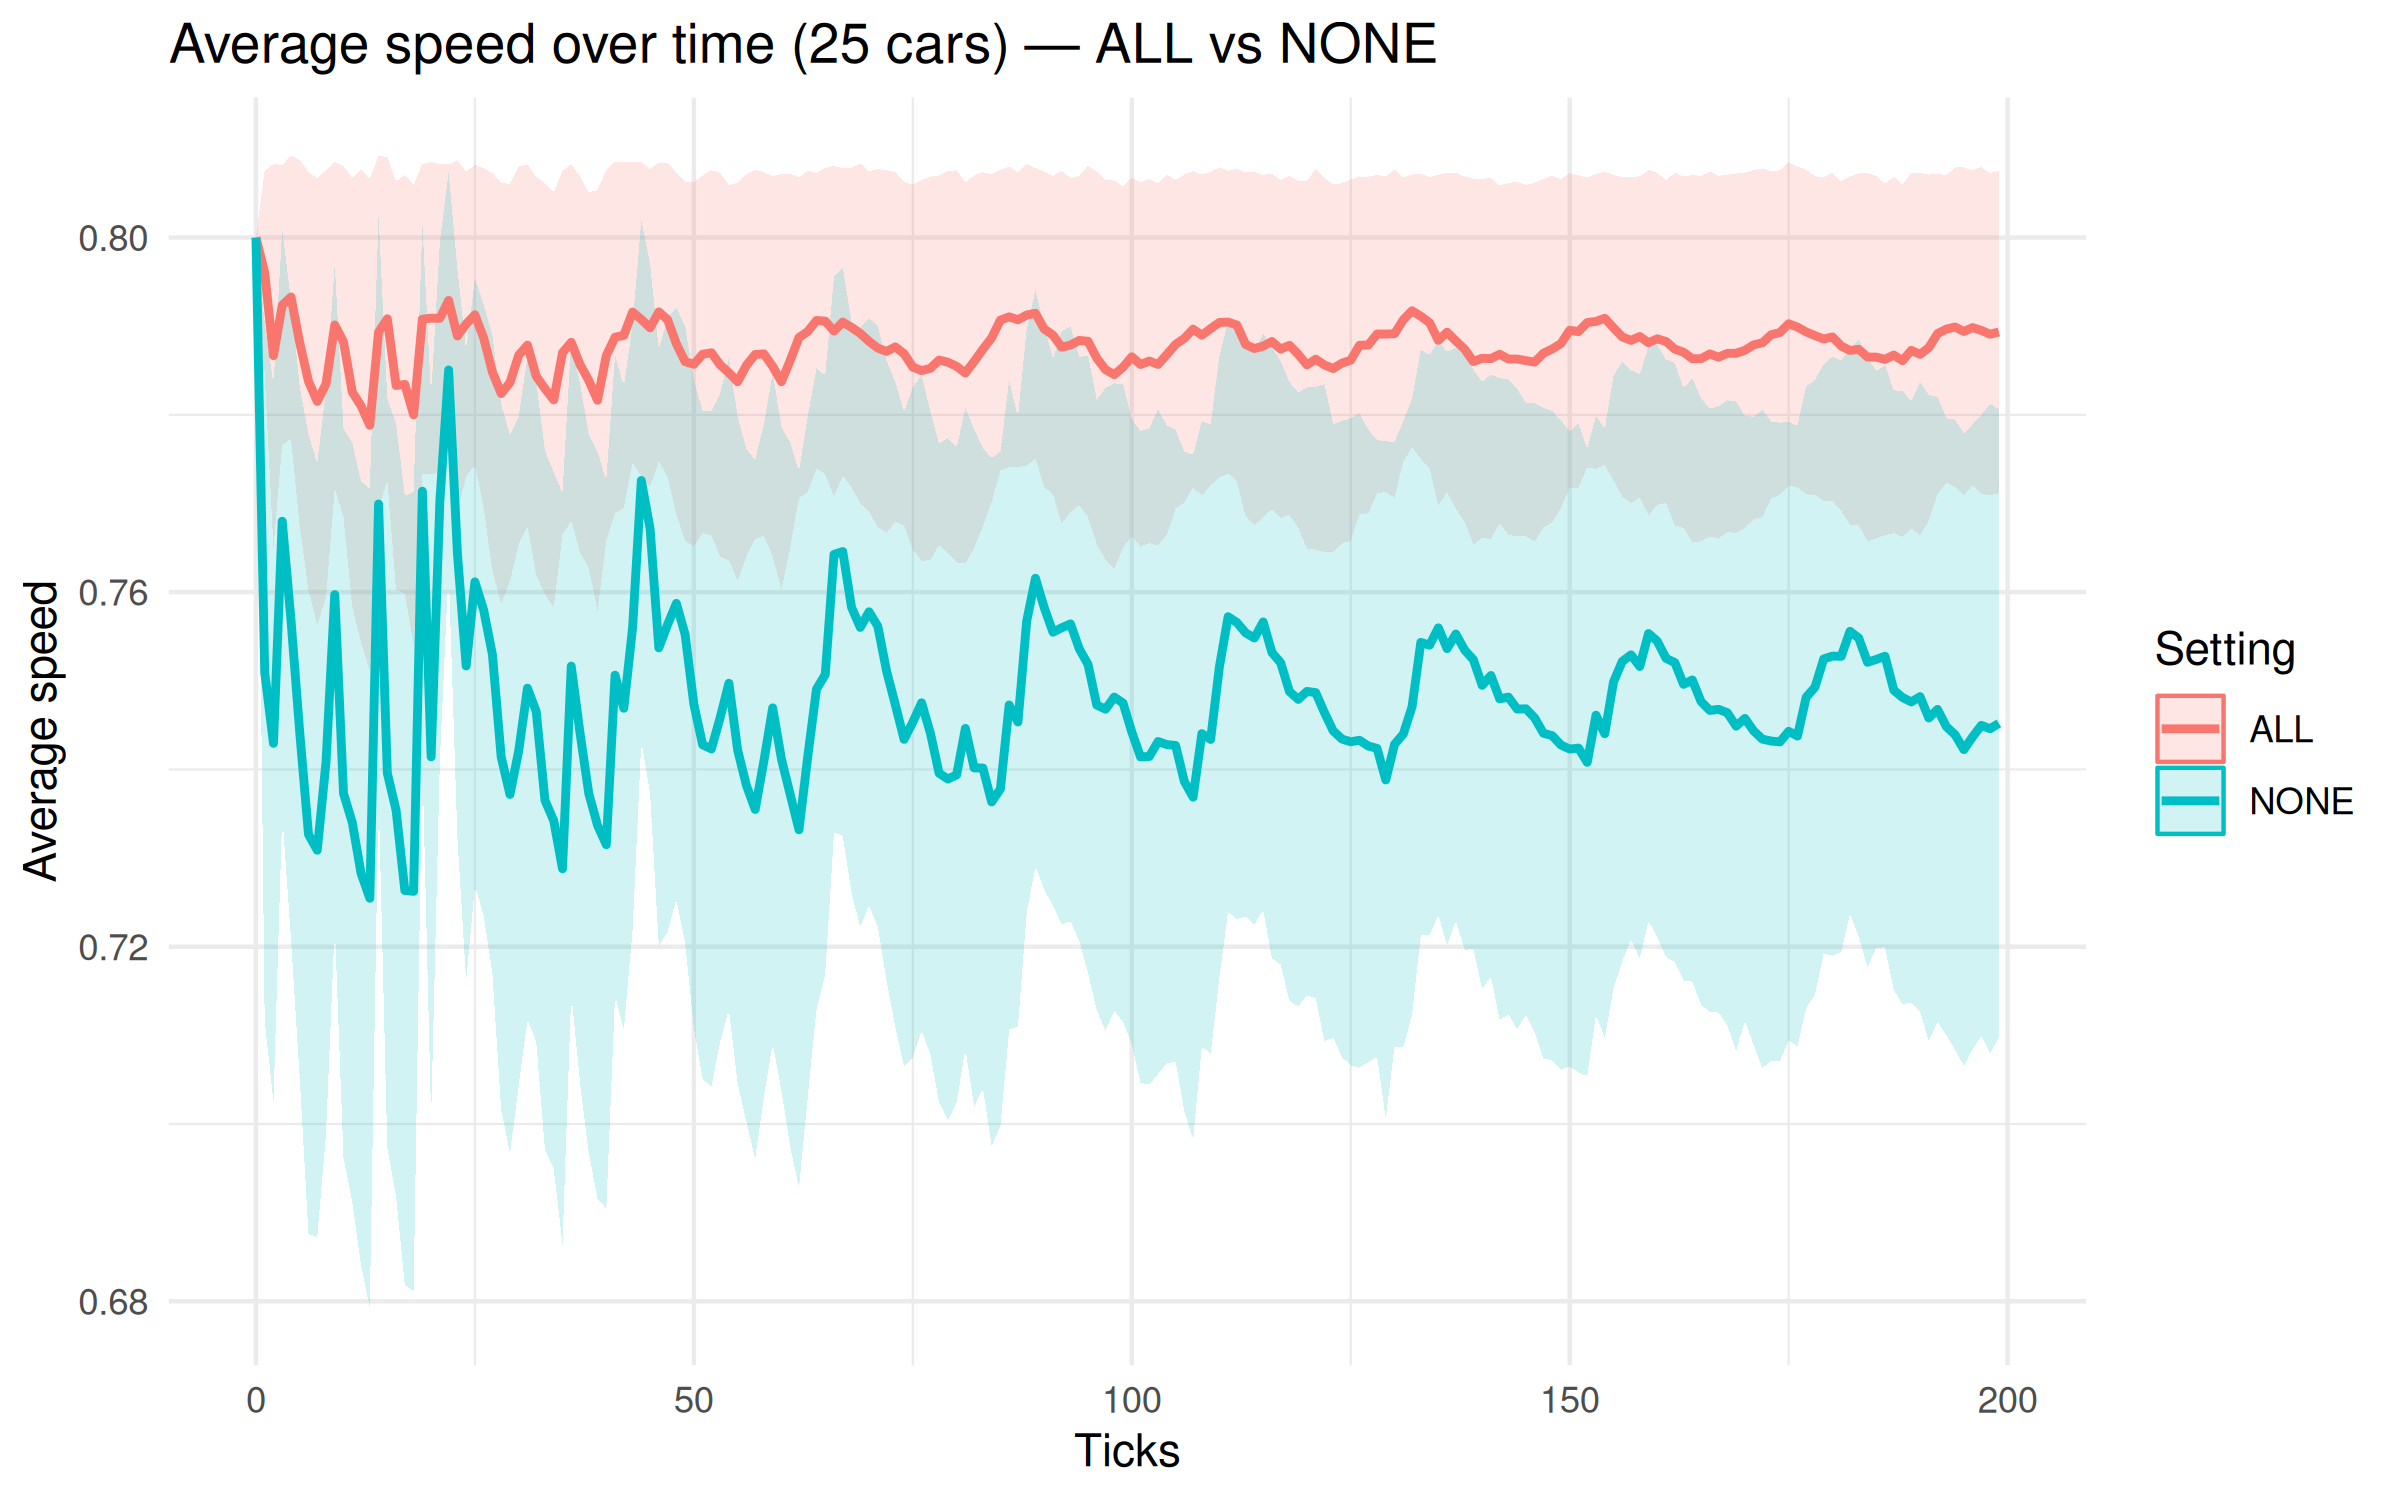 Average speed over time (25 cars) — ALL vs NONE
Average speed
0.80
0.76
0.72
0.68
0
50
100
150
200
Ticks
Setting
ALL
NONE